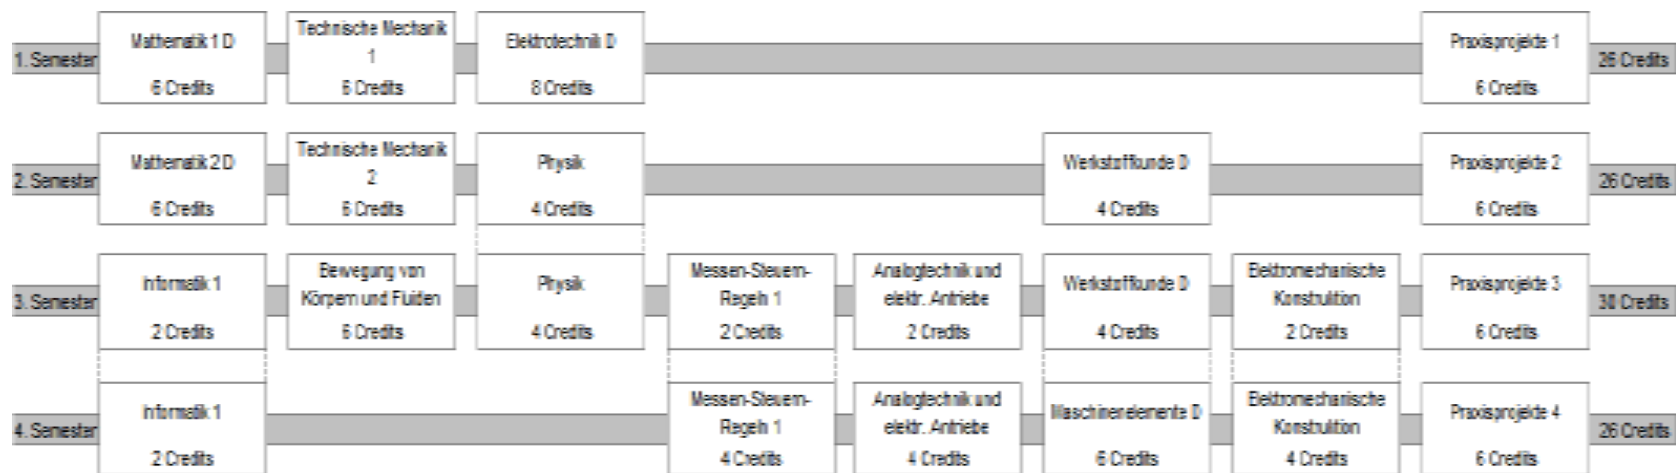 1. Semester
Mathematik 1 D
6 Credits
Technische Mechanik
1
6 Credits
Elektrotechnik D
8 Credits
Praxisprojekte 1
6 Credits
26 Credits
2. Semester
Mathematik 2 D
6 Credits
Technische Mechanik
2
6 Credits
Physik
4 Credits
Werkstoffkunde D
4 Credits
Praxisprojekte 2
6 Credits
26 Credits
3. Semester
Informatik 1
2 Credits
Bewegung von
Körpern und Fluiden
6 Credits
Physik
4 Credits
Messen-Steuern-
Regeln 1
2 Credits
Analogtechnik und
elektr. Antriebe
2 Credits
Werkstoffkunde D
4 Credits
Elektromechanische
Konstruktion
2 Credits
Praxisprojekte 3
6 Credits
30 Credits
4. Semester
Informatik 1
2 Credits
Messen-Steuern-
Regeln 1
4 Credits
Analogtechnik und
elektr. Antriebe
4 Credits
Maschinenelemente D
6 Credits
Elektromechanische
Konstruktion
4 Credits
Praxisprojekte 4
6 Credits
26 Credits